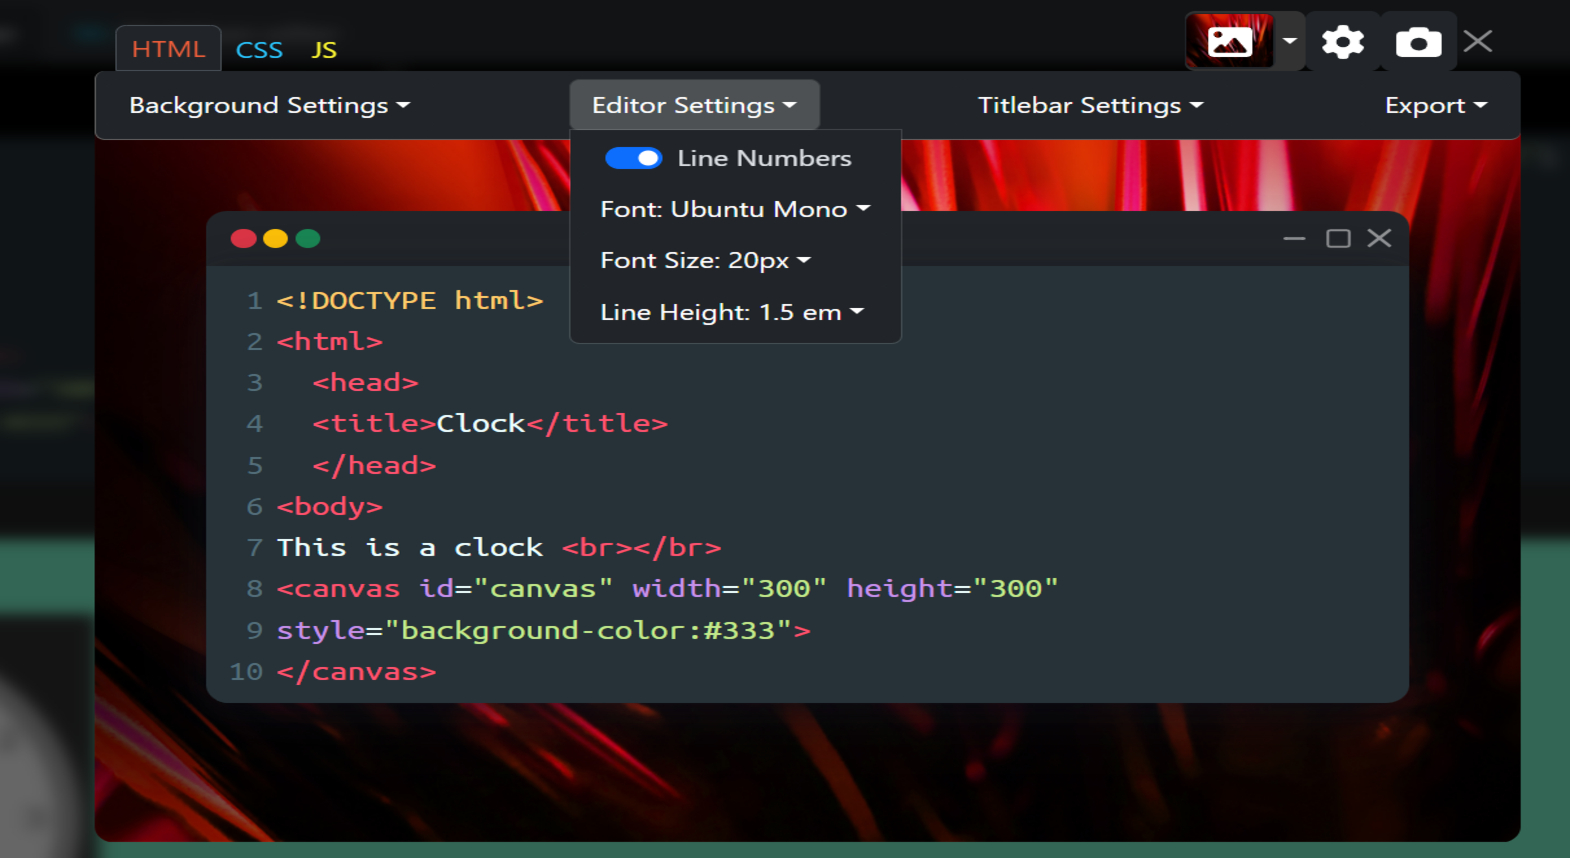 HTML CSS JS
Background Settings Editor Settings Titlebar Settings Export
Line Numbers
Font: Ubuntu Mono
Font Size: 20px
Line Height: 1.5 em
1 <!DOCTYPE html>
2 <html>
3   <head>
4   <title>Clock</title>
5   </head>
6 <body>
7 This is a clock <br></br>
8 <canvas id="canvas" width="300" height="300"
9 style="background-color:#333">
10 </canvas>